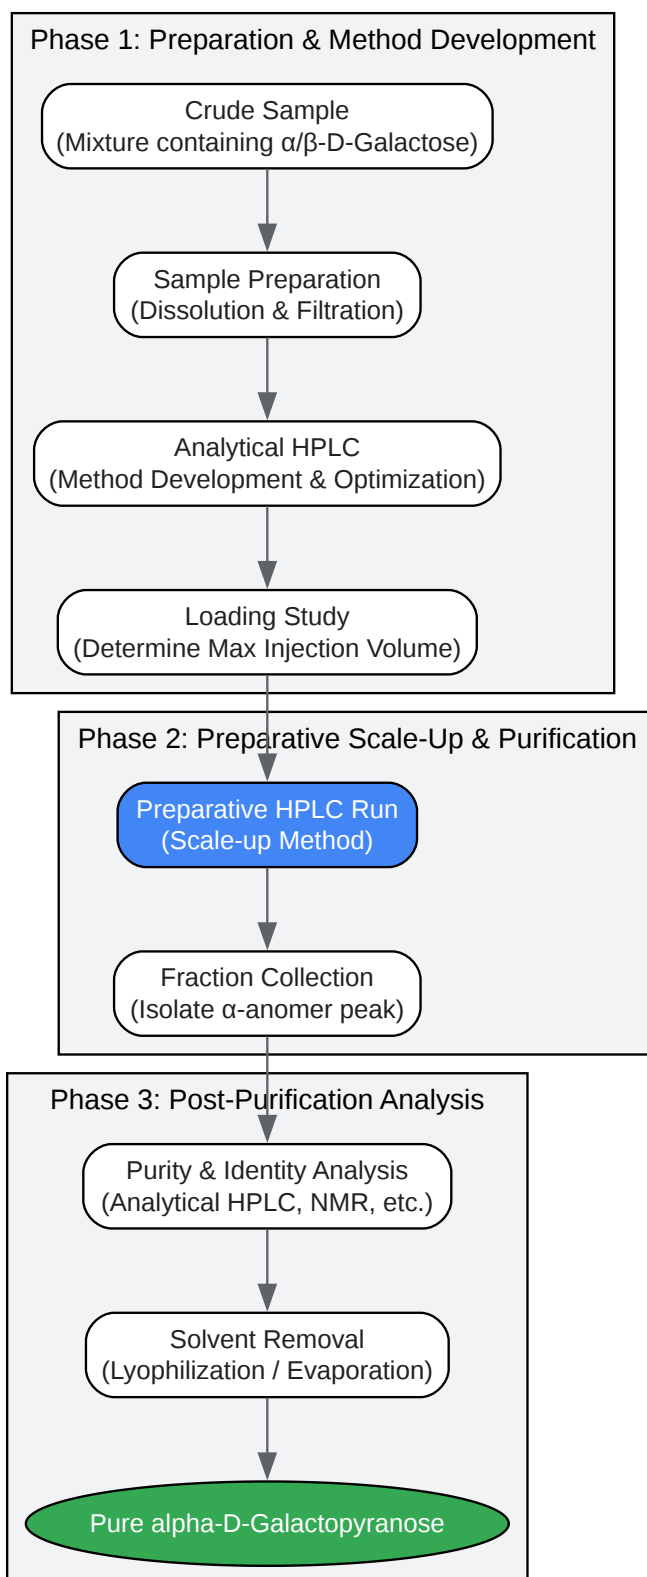 Phase 1: Preparation & Method Development
Crude Sample
(Mixture containing α/β-D-Galactose)
Sample Preparation
(Dissolution & Filtration)
Analytical HPLC
(Method Development & Optimization)
Loading Study
(Determine Max Injection Volume)
Phase 2: Preparative Scale-Up & Purification
Preparative HPLC Run
(Scale-up Method)
Fraction Collection
(Isolate α-anomer peak)
Phase 3: Post-Purification Analysis
Purity & Identity Analysis
(Analytical HPLC, NMR, etc.)
Solvent Removal
(Lyophilization / Evaporation)
Pure alpha-D-Galactopyranose